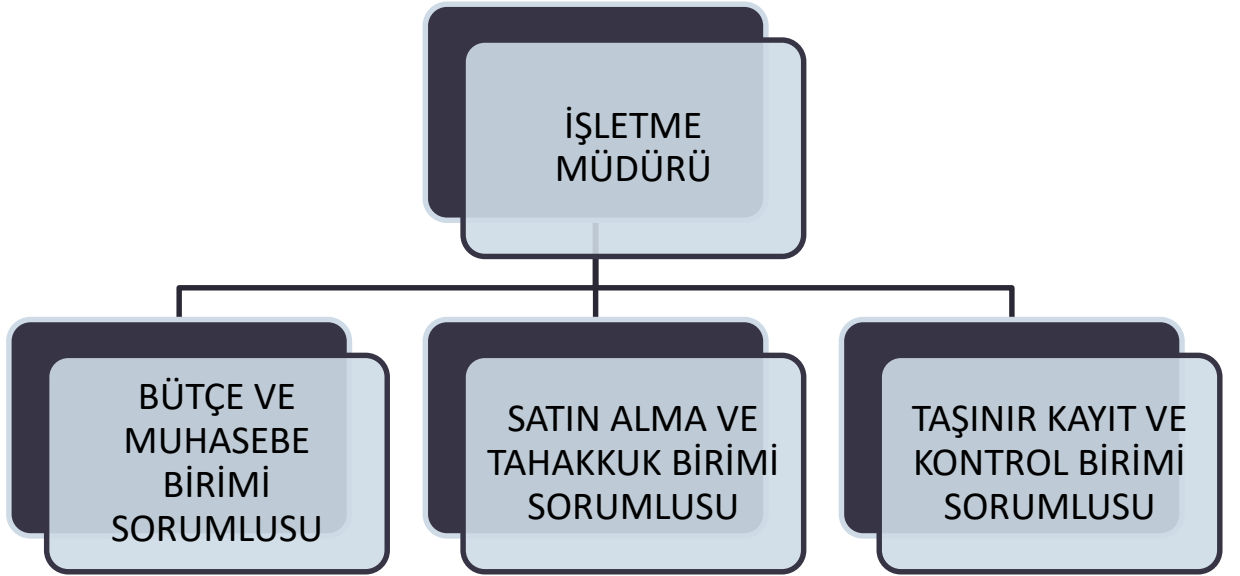 İŞLETME
MÜDÜRÜ
BÜTÇE VE
MUHASEBE
BİRİMİ
SORUMLUSU
SATIN ALMA VE
TAHAKKUK BİRİMİ
SORUMLUSU
TAŞINIR KAYIT VE
KONTROL BİRİMİ
SORUMLUSU